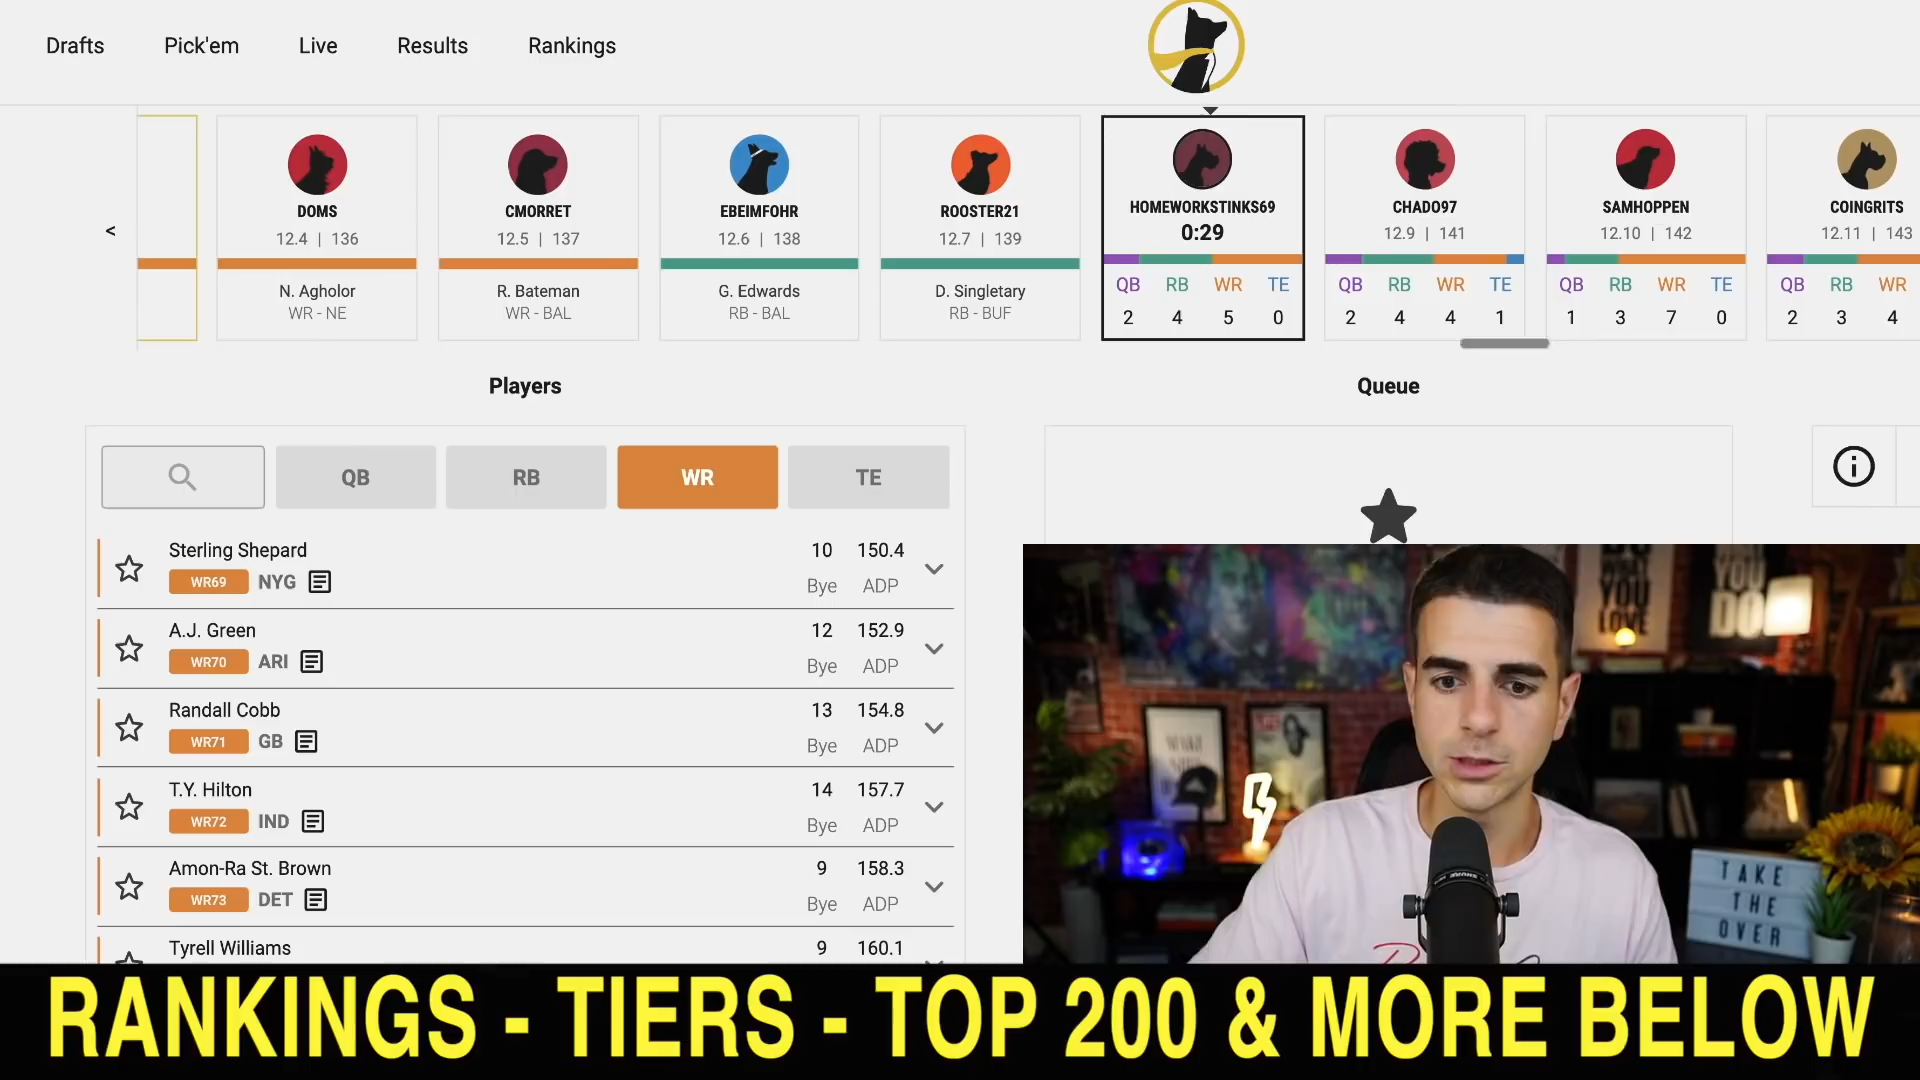 Drafts
Pick'em
Live
Results
Rankings
<
DOMS
12.4 | 136
N. Agholor
WR - NE
CMORRET
12.5 | 137
R. Bateman
WR - BAL
EBEIMFOHR
12.6 | 138
G. Edwards
RB - BAL
ROOSTER21
12.7 | 139
D. Singletary
RB - BUF
HOMEWORKSTINKS69
0:29
QB RB WR TE
2 4 5 0
CHADO97
12.9 | 141
QB RB WR TE
2 4 4 1
SAMHOPPEN
12.10 | 142
QB RB WR TE
1 3 7 0
COINGRITS
12.11 | 143
QB RB WR
2 3 4
Players
Queue
QB
RB
WR
TE
Sterling Shepard 10 150.4
WR69 NYG Bye ADP
A.J. Green 12 152.9
WR70 ARI Bye ADP
Randall Cobb 13 154.8
WR71 GB Bye ADP
T.Y. Hilton 14 157.7
WR72 IND Bye ADP
Amon-Ra St. Brown 9 158.3
WR73 DET Bye ADP
Tyrell Williams 9 160.1
YOU
LOVE
YOU
DO
TAKE
THE
OVER
RANKINGS - TIERS - TOP 200 & MORE BELOW